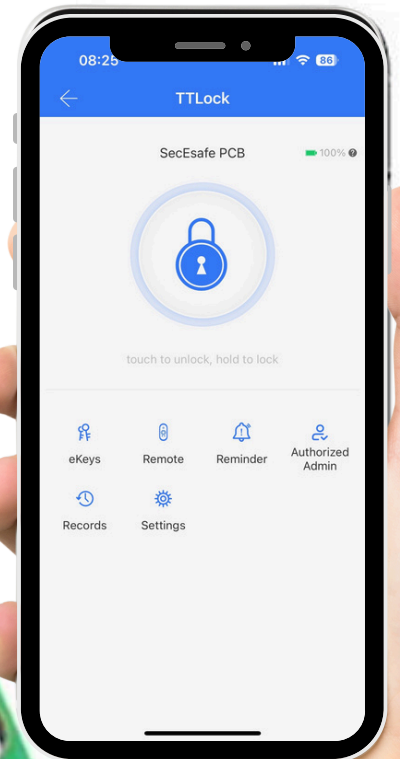 08:25 86
TTLock
SecEsafe PCB 100% ?
touch to unlock, hold to lock
eKeys Remote Reminder Authorized
Admin
Records Settings